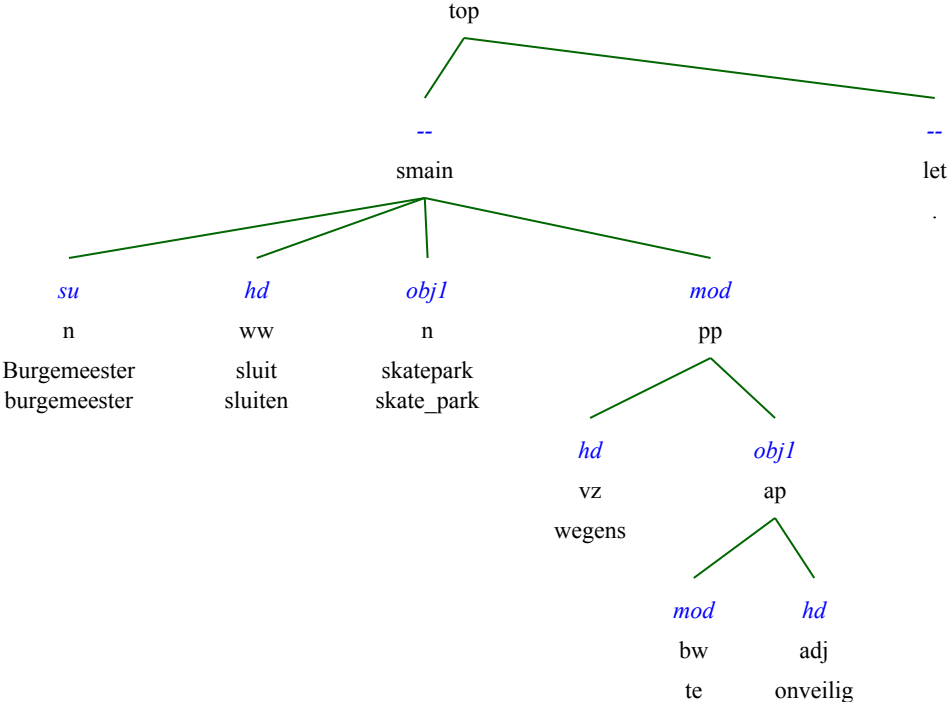 top
-- --
smain let
.
su hd obj1 mod
n ww n pp
Burgemeester sluit skatepark
burgemeester sluiten skate_park
hd obj1
vz ap
wegens
mod hd
bw adj
te onveilig